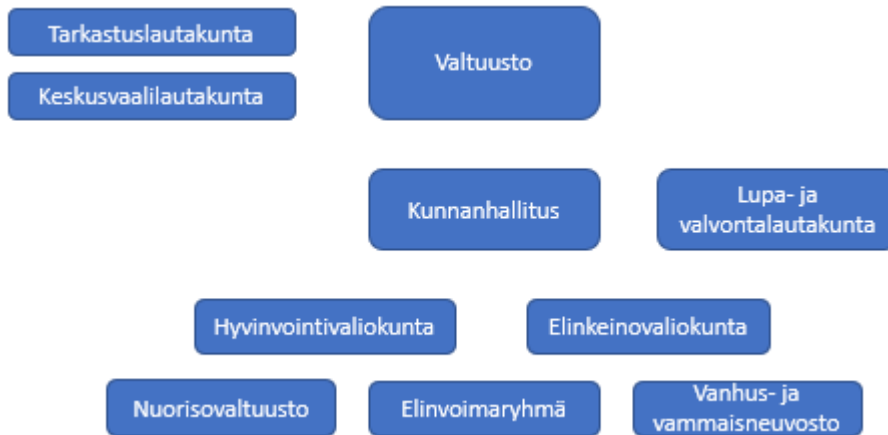 Tarkastuslautakunta
Keskusvaalilautakunta
Valtuusto
Kunnanhallitus
Lupa- ja
valvontalautakunta
Hyvinvointivaliokunta
Elinkeinovaliokunta
Nuorisovaltuusto
Elinvoimaryhmä
Vanhus- ja
vammaisneuvosto